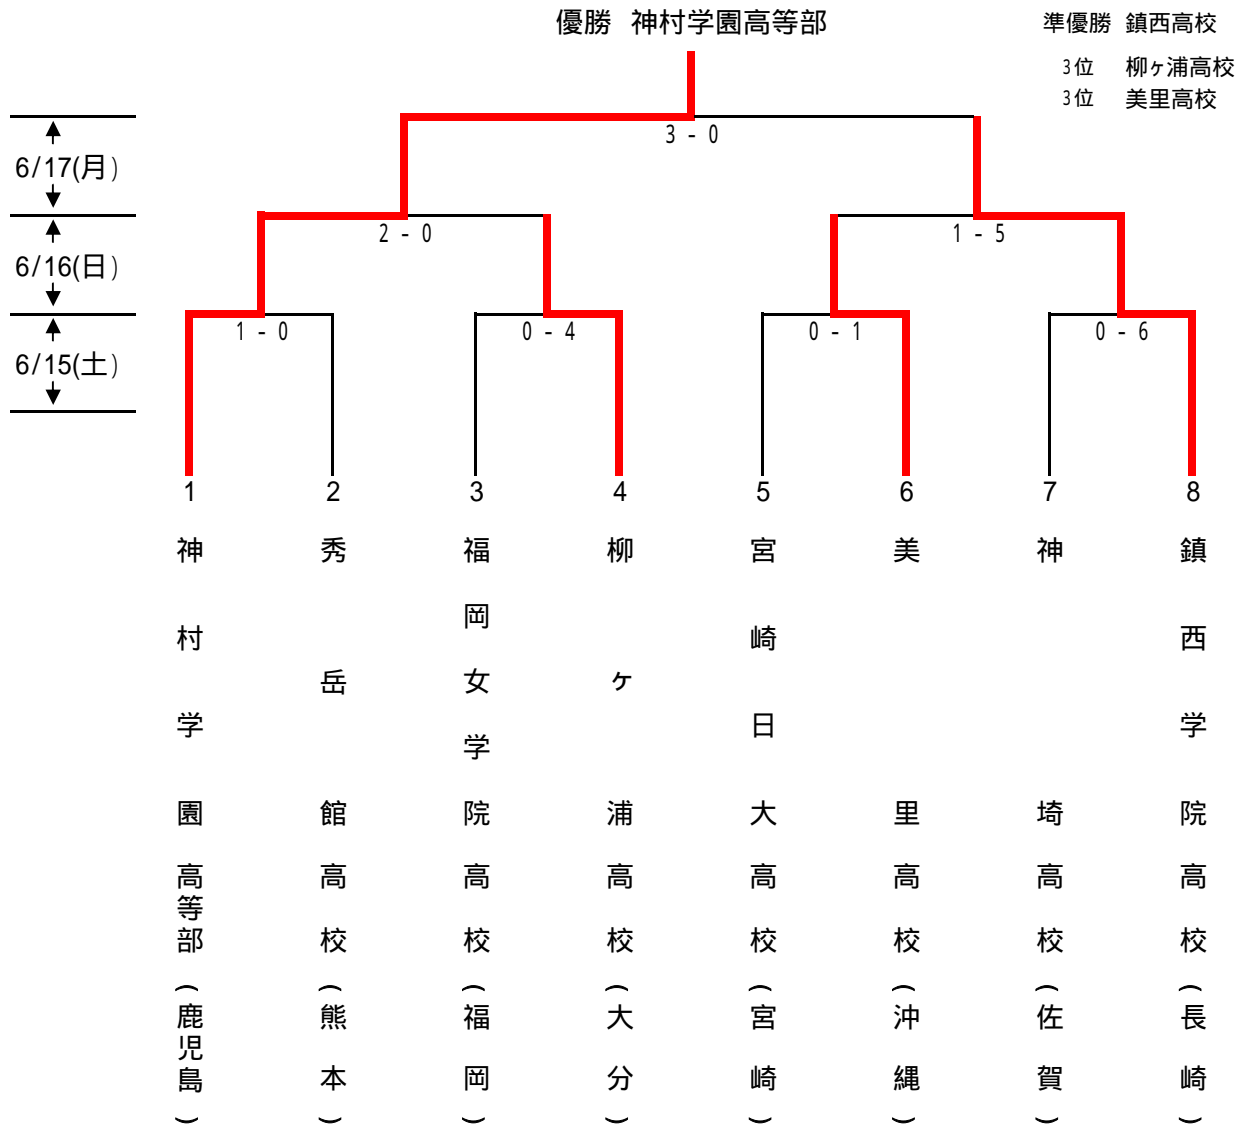 優勝 神村学園高等部
準優勝 鎮西高校
3位 柳ヶ浦高校
3位 美里高校
3 - 0
6/17(月)
2 - 0
1 - 5
6/16(日)
1 - 0
0 - 4
0 - 1
0 - 6
6/15(土)
1
2
3
4
5
6
7
8
神村学園高等部(鹿児島)
秀岳館高校(熊本)
福岡女学院高校(福岡)
柳ヶ浦高校(大分)
宮崎日大高校(宮崎)
美里高校(沖縄)
神埼高校(佐賀)
鎮西学院高校(長崎)